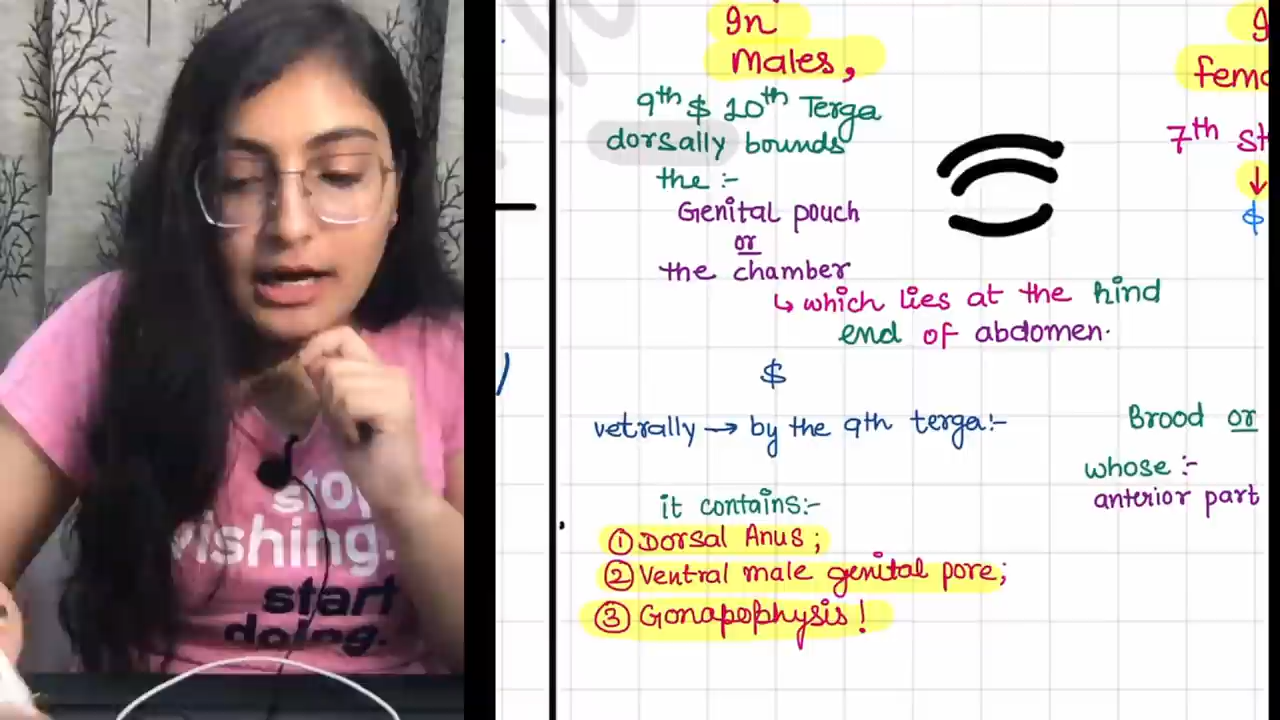 stop
wishing.
start
doing.
In
Males,
9th $ 10th Terga
dorsally bounds
the :-
Genital pouch
or
the chamber
↳ which lies at the hind
end of abdomen.
$
vetrally → by the 9th terga:-
it contains:-
① Dorsal Anus ;
② Ventral male genital pore;
③ Gonapophysis !
7th
↓
$
Brood or
whose :-
anterior part